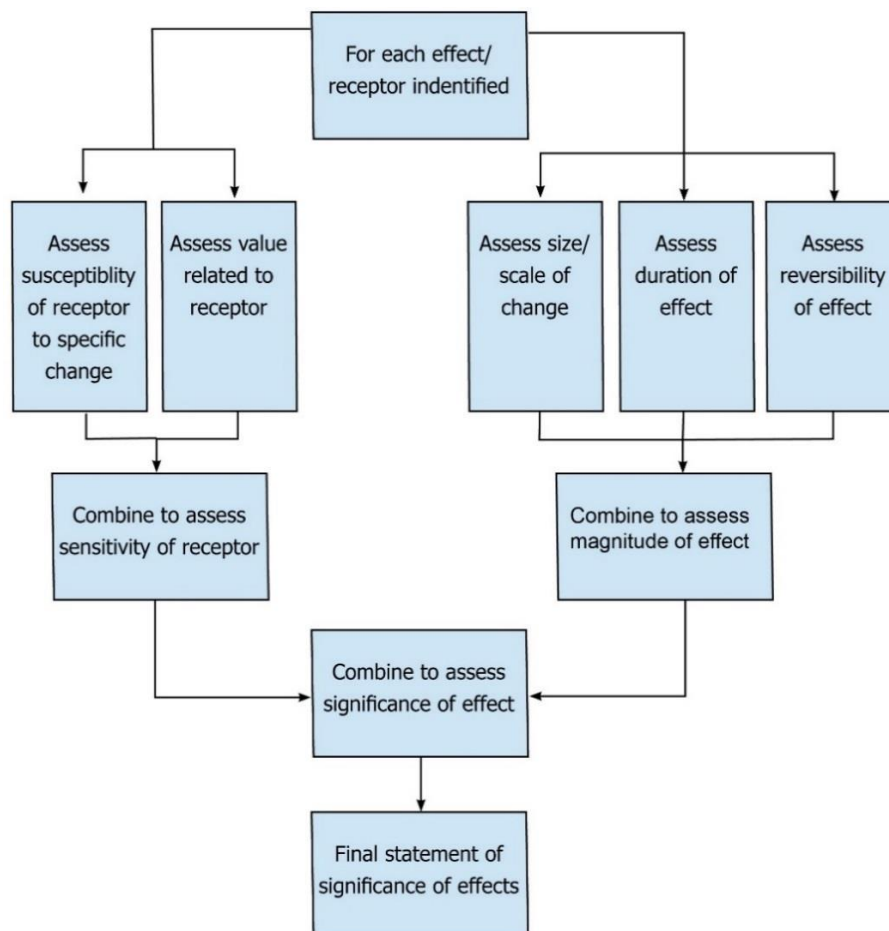 For each effect/
receptor indentified
Assess
susceptiblity
of receptor
to specific
change
Assess value
related to
receptor
Assess size/
scale of
change
Assess
duration of
effect
Assess
reversibility
of effect
Combine to assess
sensitivity of receptor
Combine to assess
magnitude of effect
Combine to assess
significance of effect
Final statement of
significance of effects